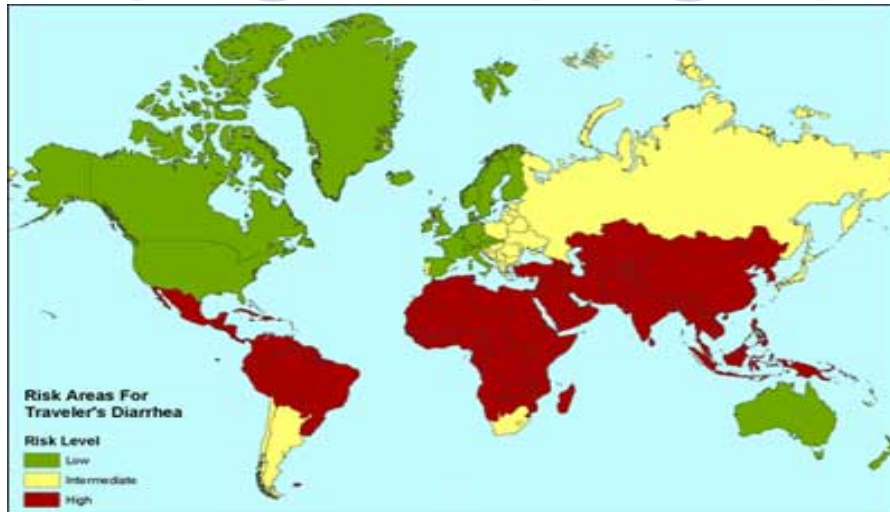 Risk Areas For
Traveler's Diarrhea
Risk Level
Low
Intermediate
High